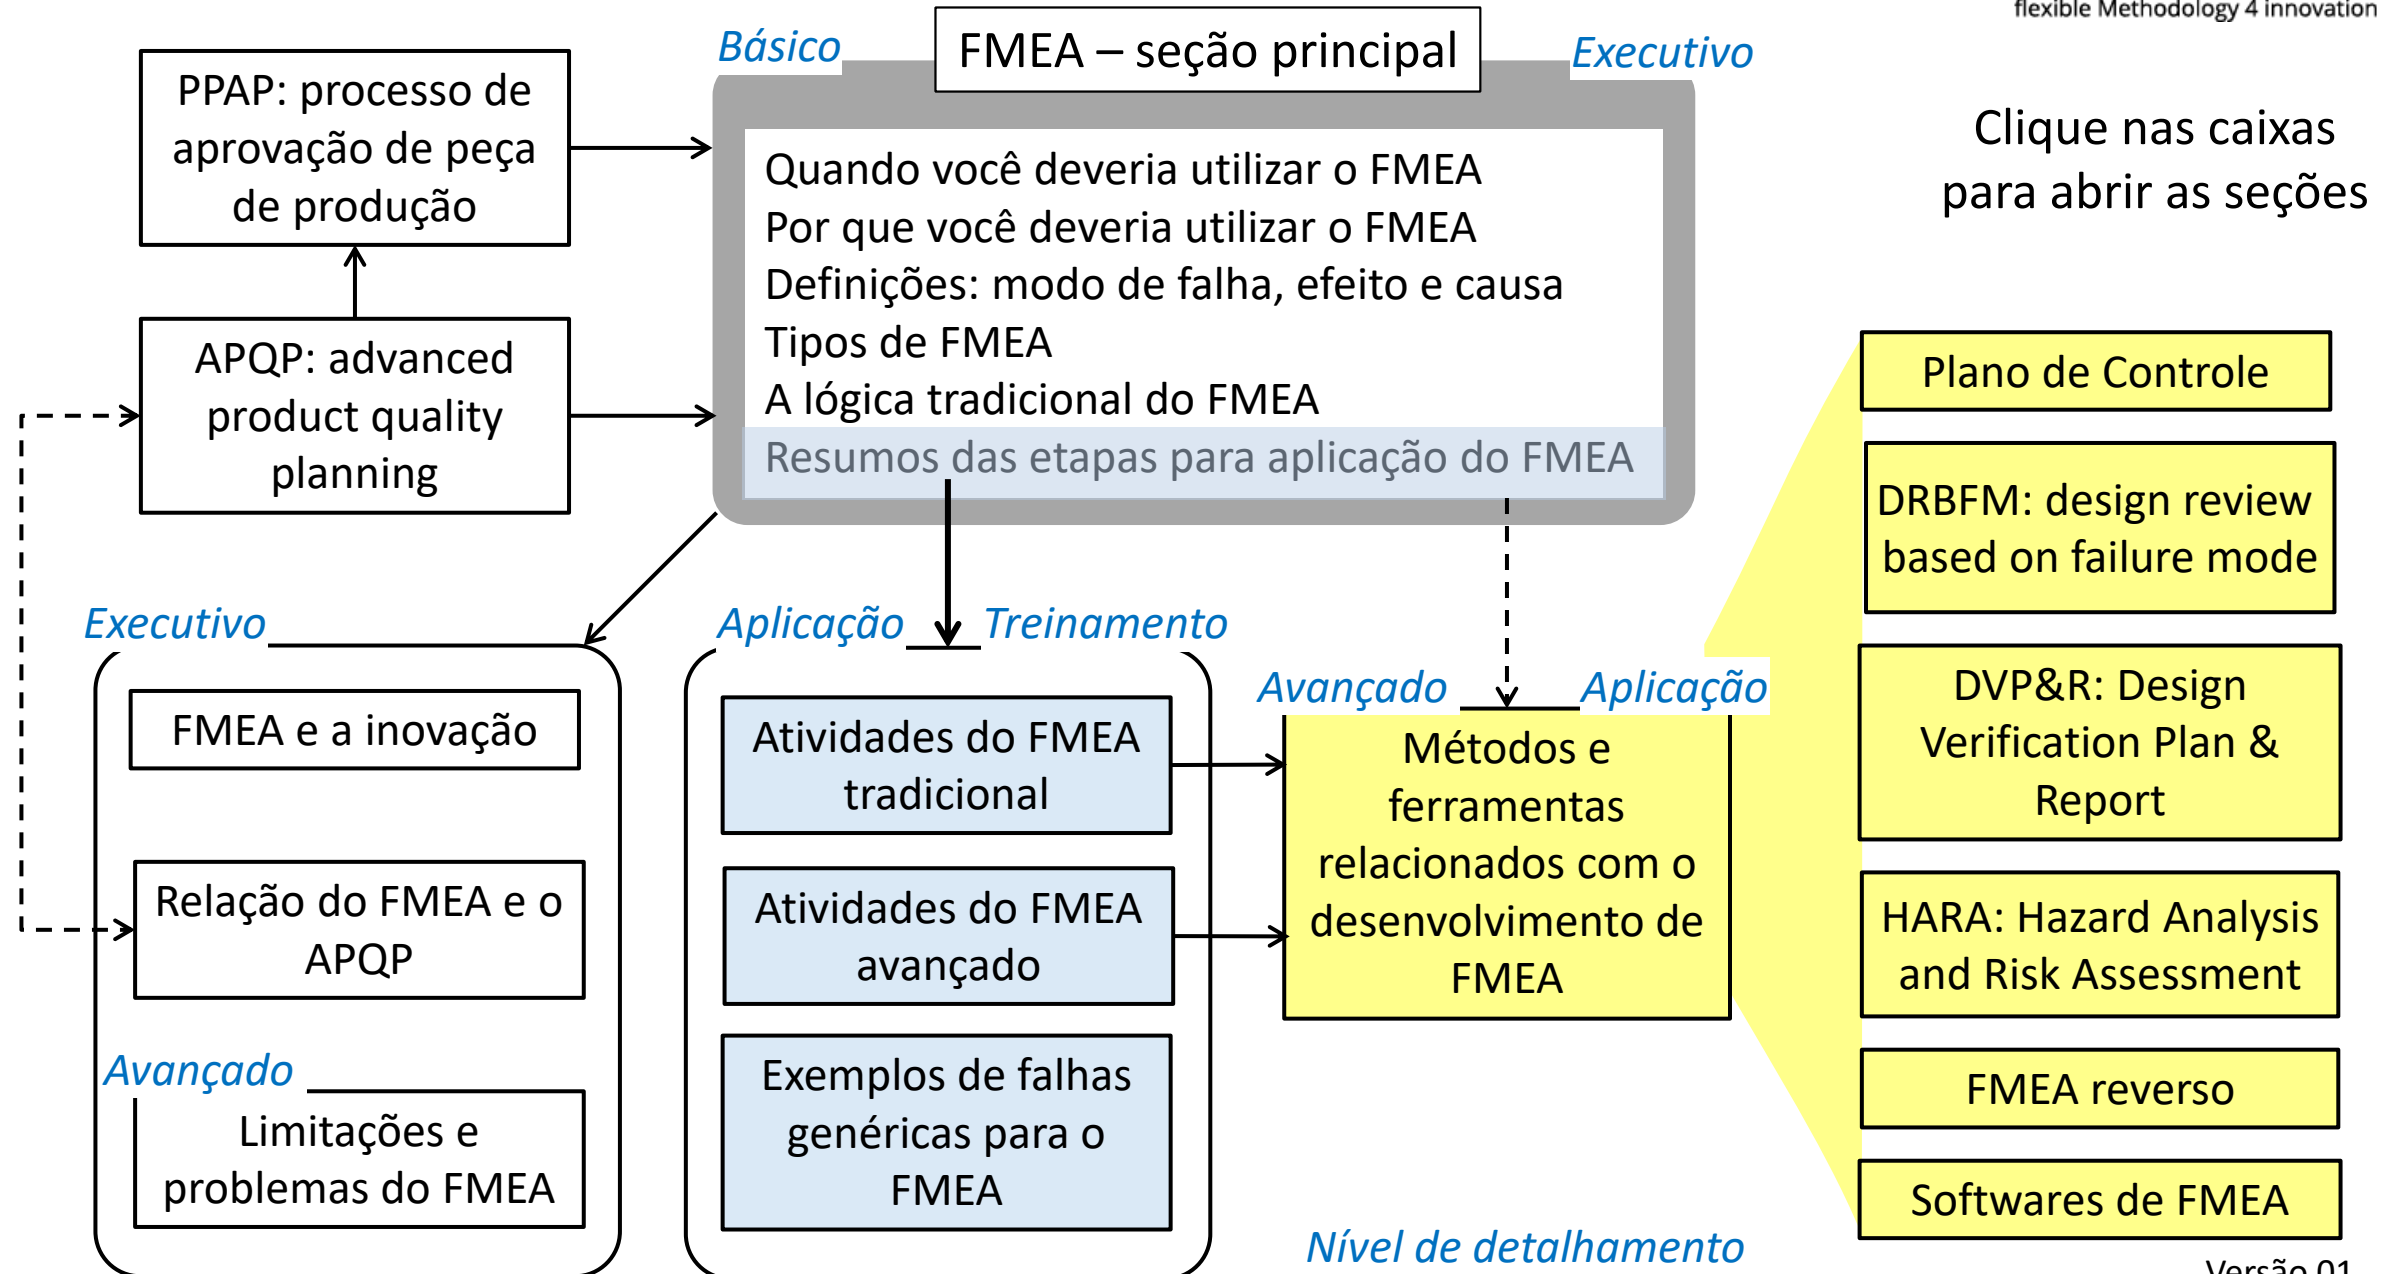 flexible Methodology 4 innovation
Básico
FMEA – seção principal
Executivo
PPAP: processo de
aprovação de peça
de produção
Clique nas caixas
para abrir as seções
Quando você deveria utilizar o FMEA
Por que você deveria utilizar o FMEA
Definições: modo de falha, efeito e causa
Tipos de FMEA
A lógica tradicional do FMEA
Resumos das etapas para aplicação do FMEA
APQP: advanced
product quality
planning
Executivo
FMEA e a inovação
Relação do FMEA e o
APQP
Avançado
Limitações e
problemas do FMEA
Aplicação
Treinamento
Atividades do FMEA
tradicional
Atividades do FMEA
avançado
Exemplos de falhas
genéricas para o
FMEA
Avançado
Aplicação
Métodos e
ferramentas
relacionados com o
desenvolvimento de
FMEA
Plano de Controle
DRBFM: design review
based on failure mode
DVP&R: Design
Verification Plan &
Report
HARA: Hazard Analysis
and Risk Assessment
FMEA reverso
Softwares de FMEA
Nível de detalhamento
Versão 01